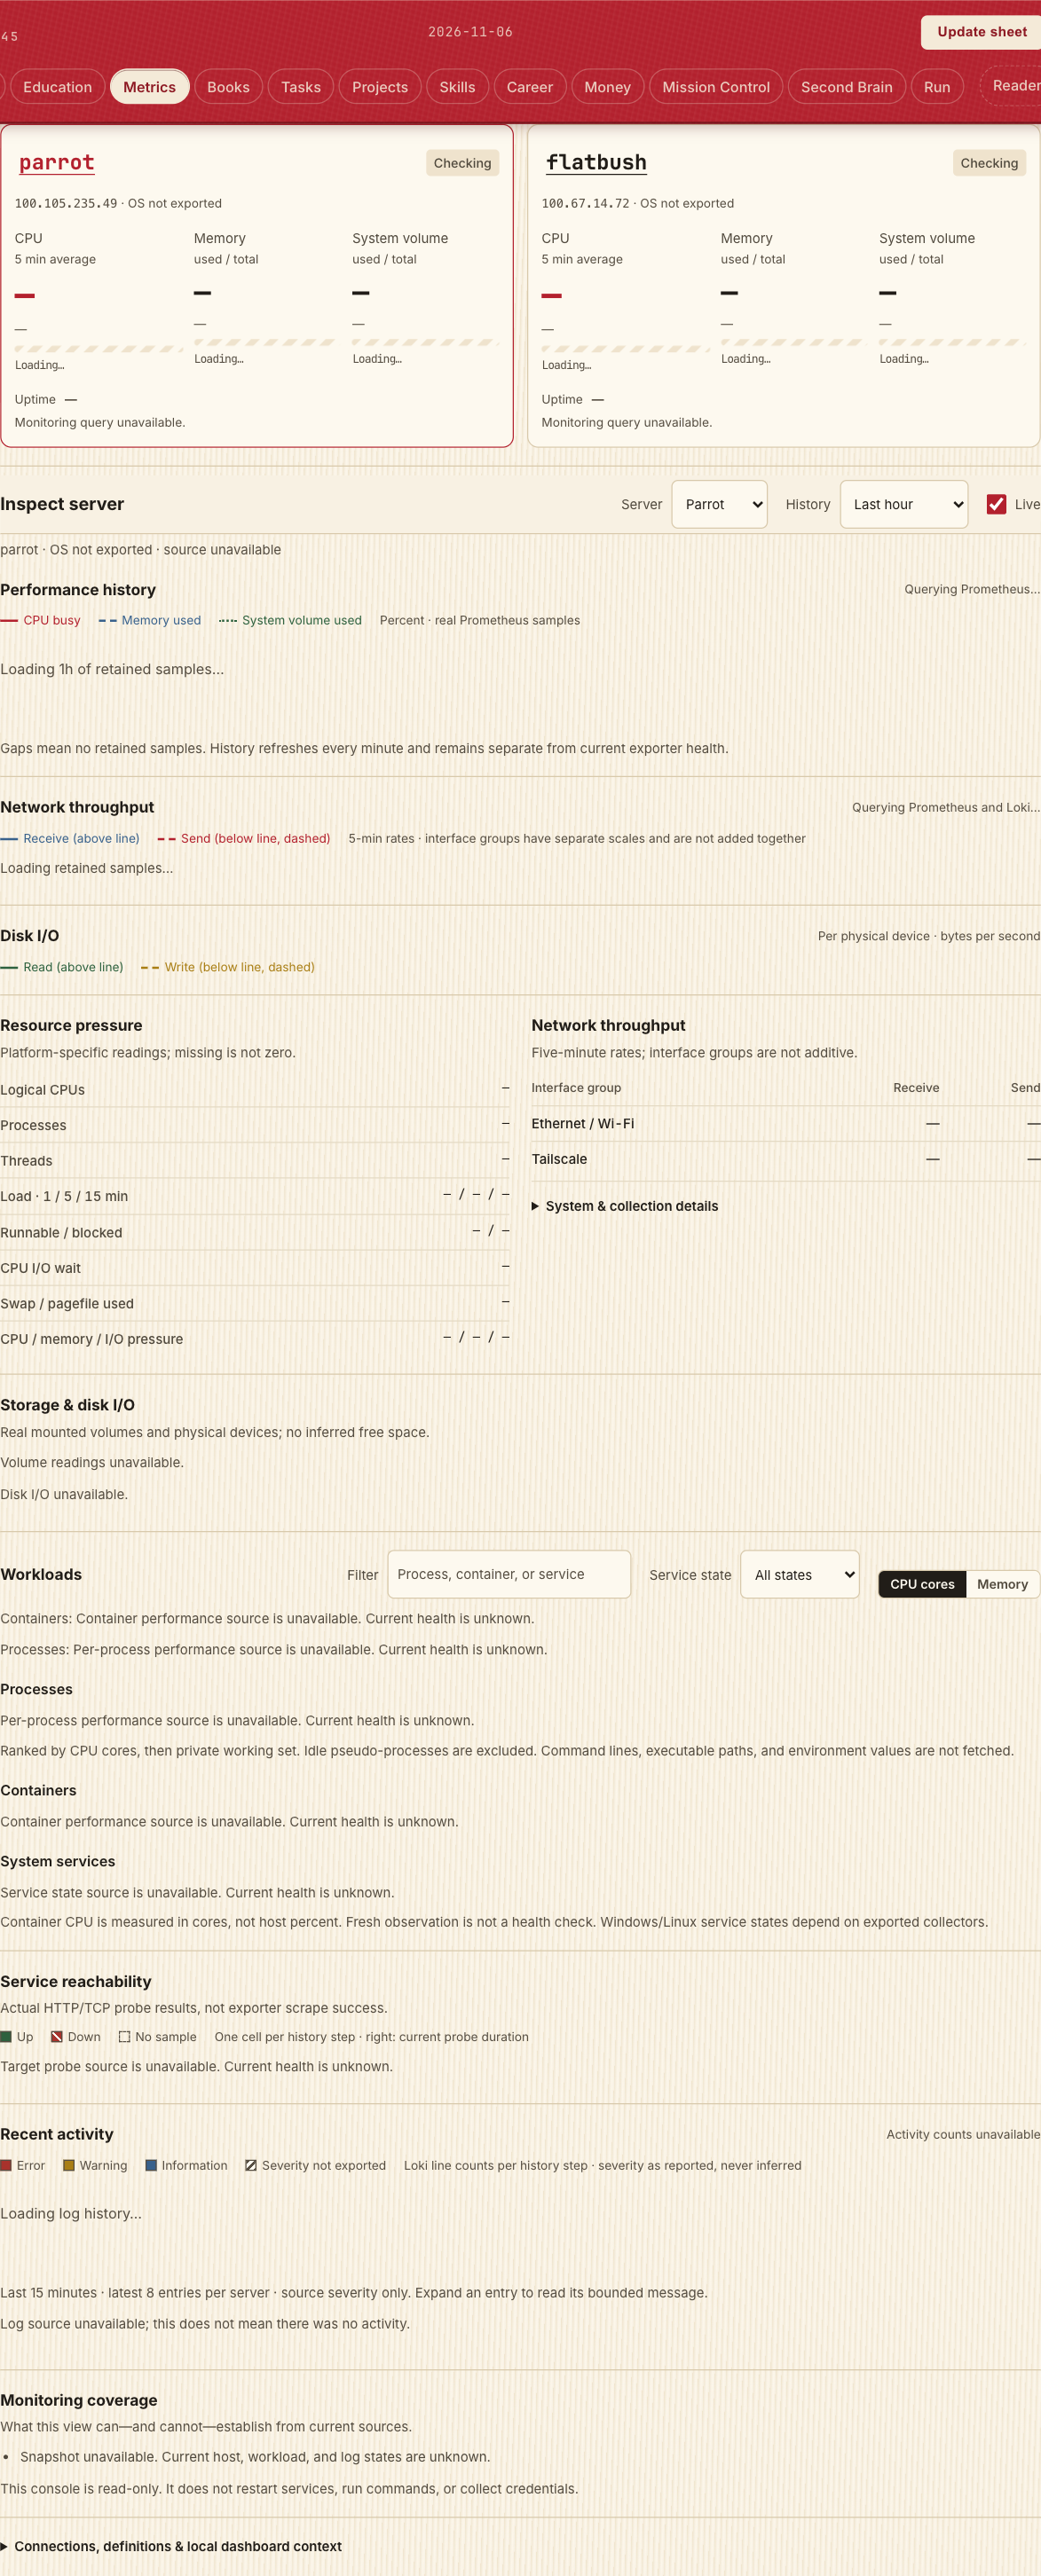 45
2026-11-06
Update sheet
Education
Metrics
Books
Tasks
Projects
Skills
Career
Money
Mission Control
Second Brain
Run
Reader
parrot
Checking
100.105.235.49 · OS not exported
CPU
Memory
System volume
5 min average
used / total
used / total
—
—
—
—
—
—
Loading…
Loading…
Loading…
Uptime —
Monitoring query unavailable.
flatbush
Checking
100.67.14.72 · OS not exported
CPU
Memory
System volume
5 min average
used / total
used / total
—
—
—
—
—
—
Loading…
Loading…
Loading…
Uptime —
Monitoring query unavailable.
Inspect server
Server
Parrot
History
Last hour
Live
parrot · OS not exported · source unavailable
Performance history
Querying Prometheus…
CPU busy
Memory used
System volume used
Percent · real Prometheus samples
Loading 1h of retained samples…
Gaps mean no retained samples. History refreshes every minute and remains separate from current exporter health.
Network throughput
Querying Prometheus and Loki…
Receive (above line)
Send (below line, dashed)
5-min rates · interface groups have separate scales and are not added together
Loading retained samples…
Disk I/O
Per physical device · bytes per second
Read (above line)
Write (below line, dashed)
Resource pressure
Platform-specific readings; missing is not zero.
Logical CPUs –
Processes –
Threads –
Load · 1 / 5 / 15 min – / – / –
Runnable / blocked – / –
CPU I/O wait –
Swap / pagefile used –
CPU / memory / I/O pressure – / – / –
Network throughput
Five-minute rates; interface groups are not additive.
Interface group Receive Send
Ethernet / Wi-Fi — —
Tailscale — —
System & collection details
Storage & disk I/O
Real mounted volumes and physical devices; no inferred free space.
Volume readings unavailable.
Disk I/O unavailable.
Workloads
Filter
Process, container, or service
Service state
All states
CPU cores
Memory
Containers: Container performance source is unavailable. Current health is unknown.
Processes: Per-process performance source is unavailable. Current health is unknown.
Processes
Per-process performance source is unavailable. Current health is unknown.
Ranked by CPU cores, then private working set. Idle pseudo-processes are excluded. Command lines, executable paths, and environment values are not fetched.
Containers
Container performance source is unavailable. Current health is unknown.
System services
Service state source is unavailable. Current health is unknown.
Container CPU is measured in cores, not host percent. Fresh observation is not a health check. Windows/Linux service states depend on exported collectors.
Service reachability
Actual HTTP/TCP probe results, not exporter scrape success.
Up
Down
No sample
One cell per history step · right: current probe duration
Target probe source is unavailable. Current health is unknown.
Recent activity
Activity counts unavailable
Error
Warning
Information
Severity not exported
Loki line counts per history step · severity as reported, never inferred
Loading log history…
Last 15 minutes · latest 8 entries per server · source severity only. Expand an entry to read its bounded message.
Log source unavailable; this does not mean there was no activity.
Monitoring coverage
What this view can—and cannot—establish from current sources.
• Snapshot unavailable. Current host, workload, and log states are unknown.
This console is read-only. It does not restart services, run commands, or collect credentials.
Connections, definitions & local dashboard context